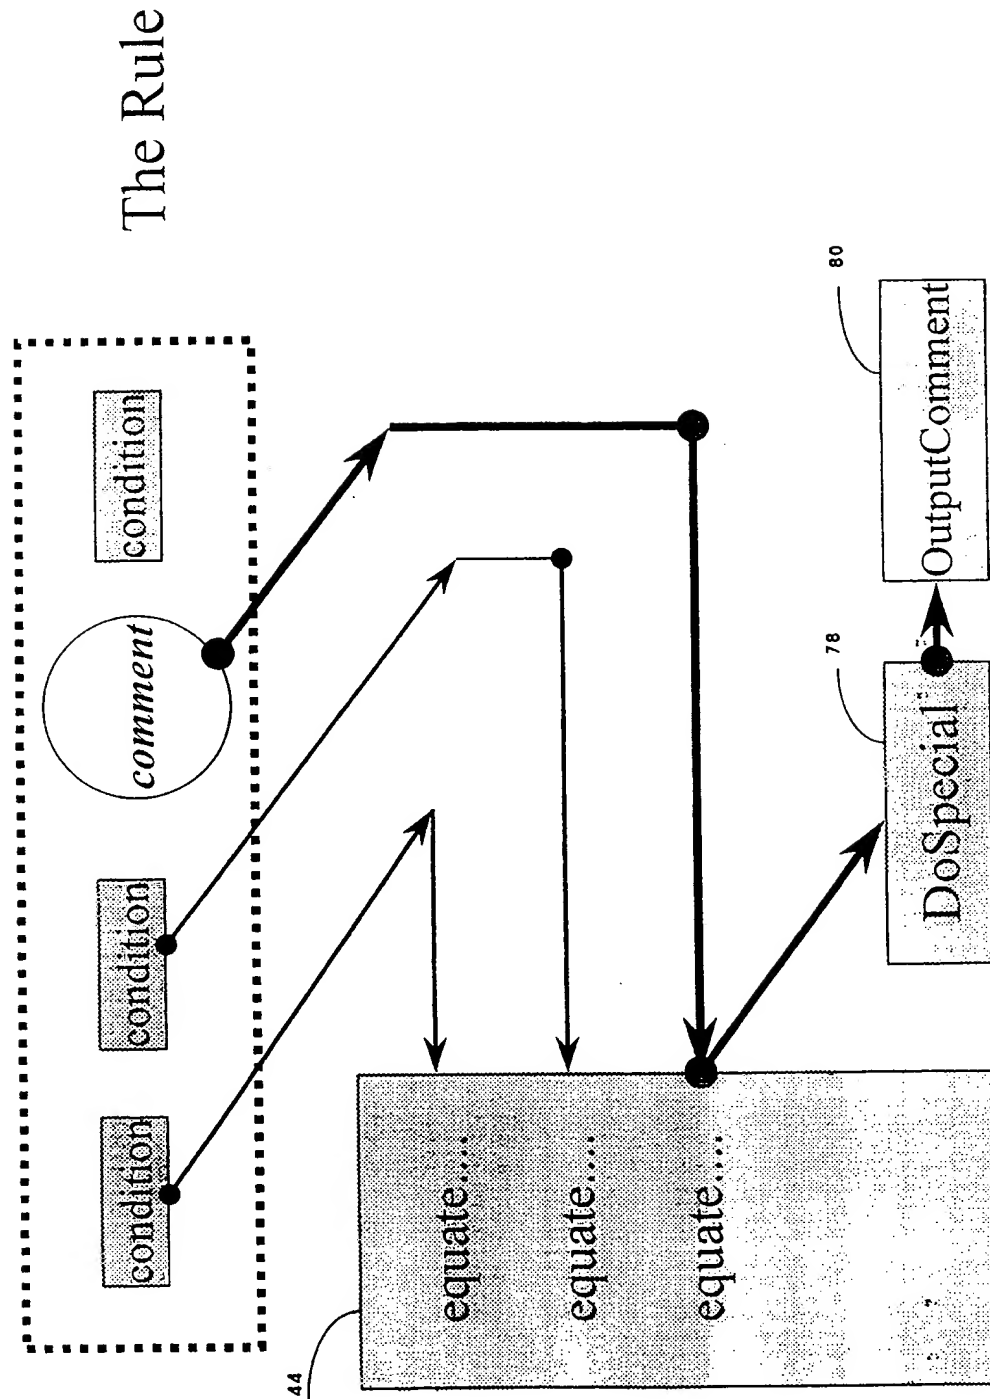 The Rule
condition
condition
comment
condition
44
equate....
equate....
equate....
78
DoSpecial
80
OutputComment